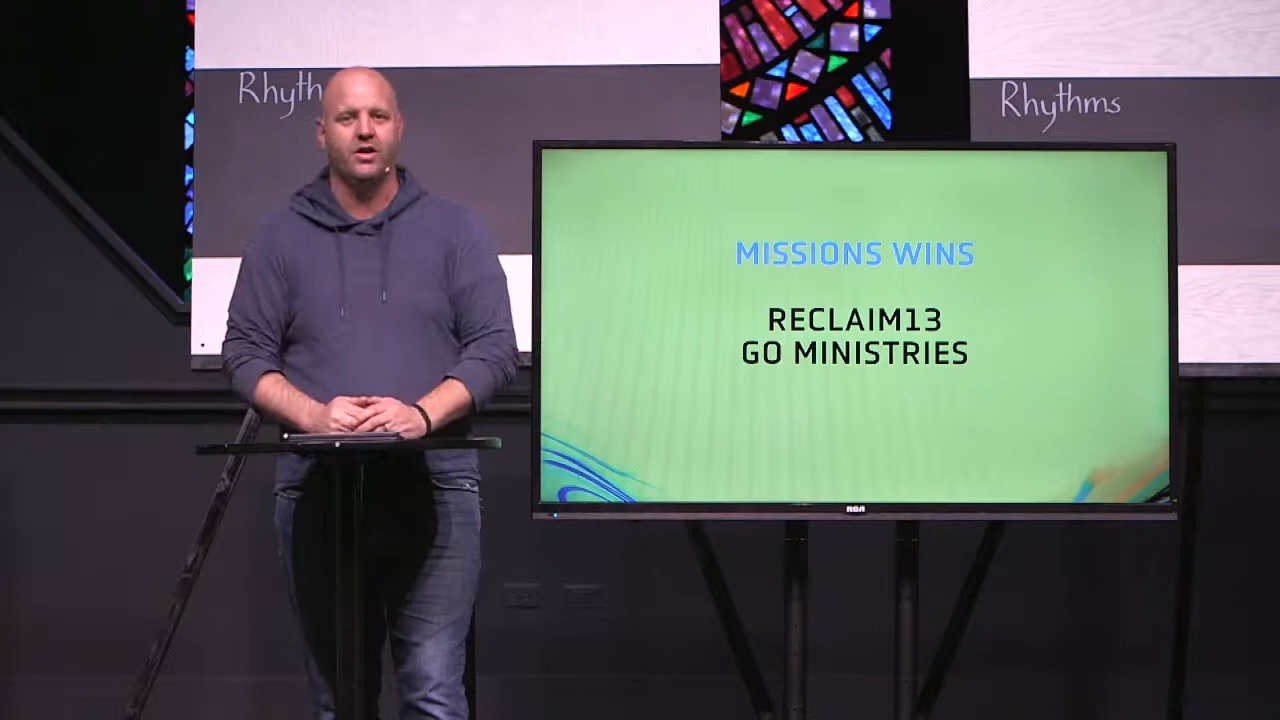 Rhyth
Rhythms
MISSIONS WINS
RECLAIM13
GO MINISTRIES
RCA